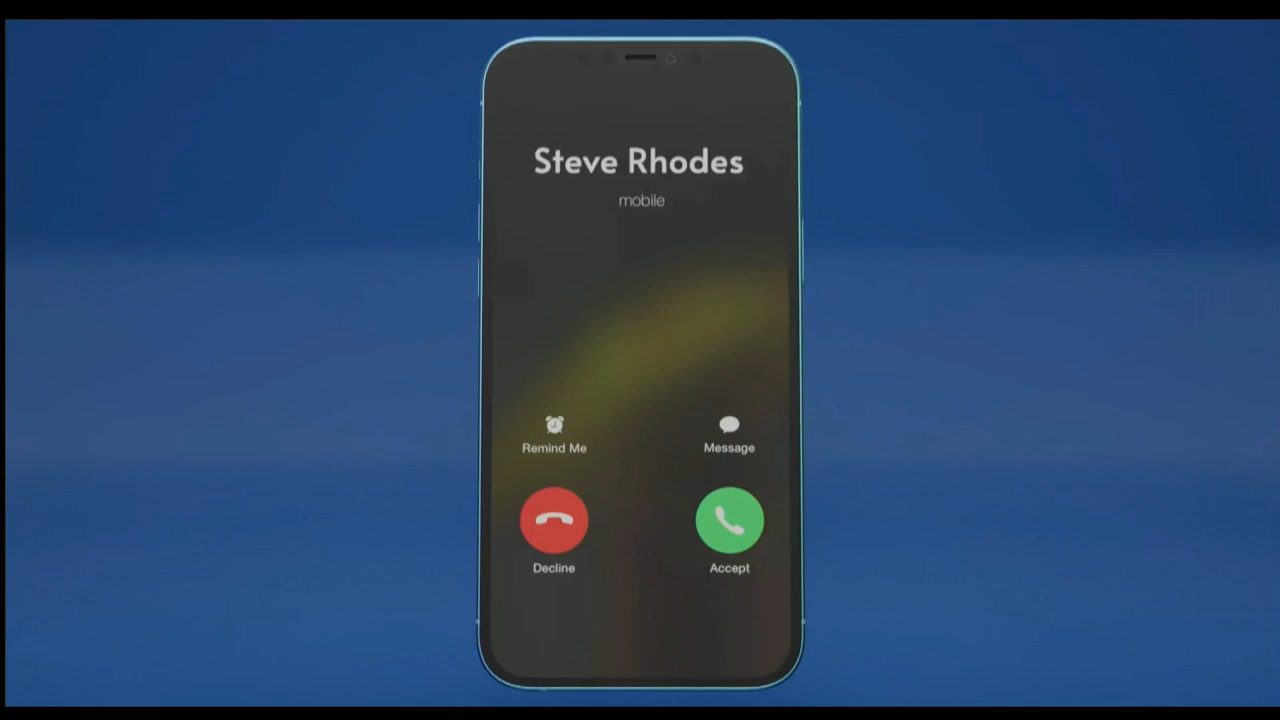 Steve Rhodes
mobile
Remind Me
Message
Decline
Accept